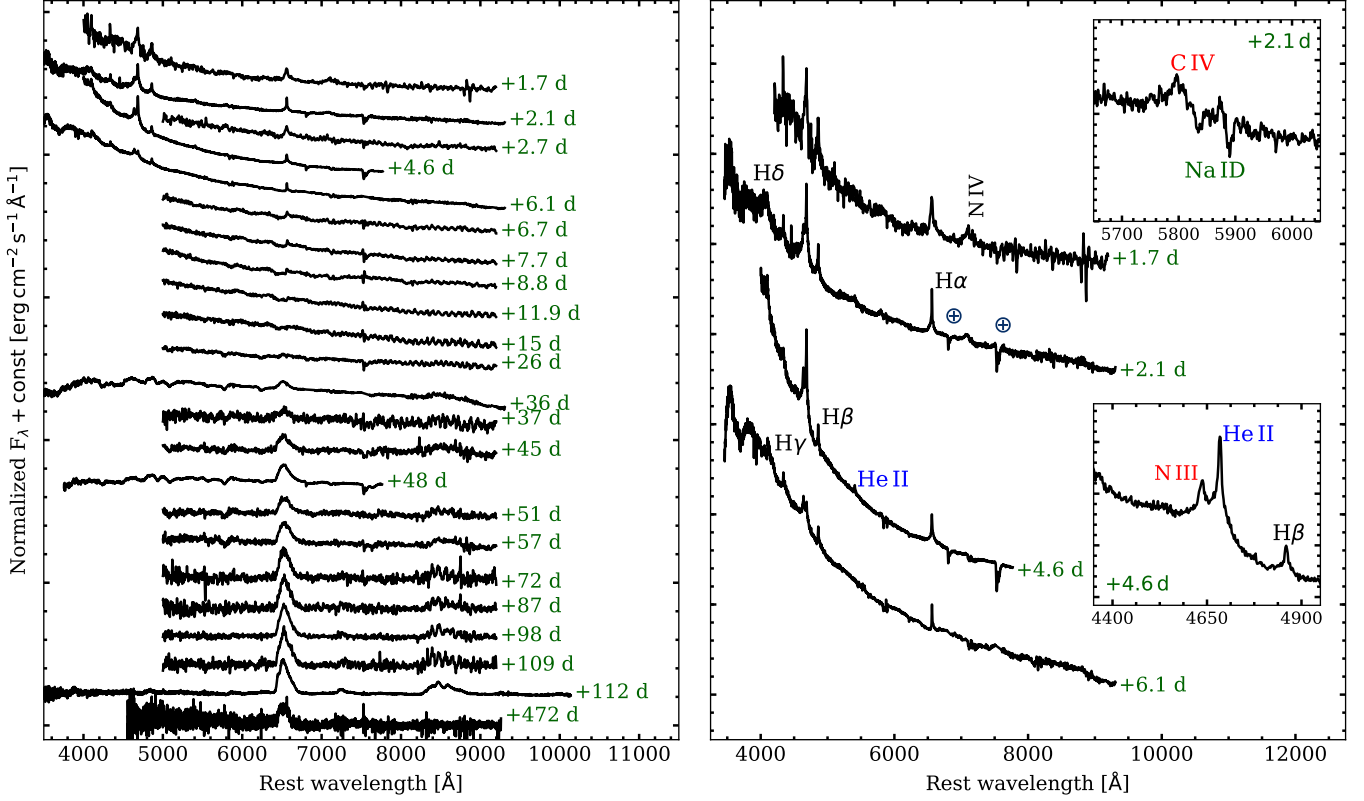 Normalized Fλ + const [erg cm−2 s−1 Å−1]
+1.7 d
+2.1 d
+2.7 d
+4.6 d
+6.1 d
+6.7 d
+7.7 d
+8.8 d
+11.9 d
+15 d
+26 d
+36 d
+37 d
+45 d
+48 d
+51 d
+57 d
+72 d
+87 d
+98 d
+109 d
+112 d
+472 d
4000 5000 6000 7000 8000 9000 10000 11000
Rest wavelength [Å]
Hδ
N IV
+1.7 d
Hα
⊕ ⊕
+2.1 d
Hβ
Hγ
He II
+4.6 d
+6.1 d
4000 6000 8000 10000 12000
Rest wavelength [Å]
+2.1 d
C IV
Na ID
5700 5800 5900 6000
He II
N III
Hβ
+4.6 d
4400 4650 4900